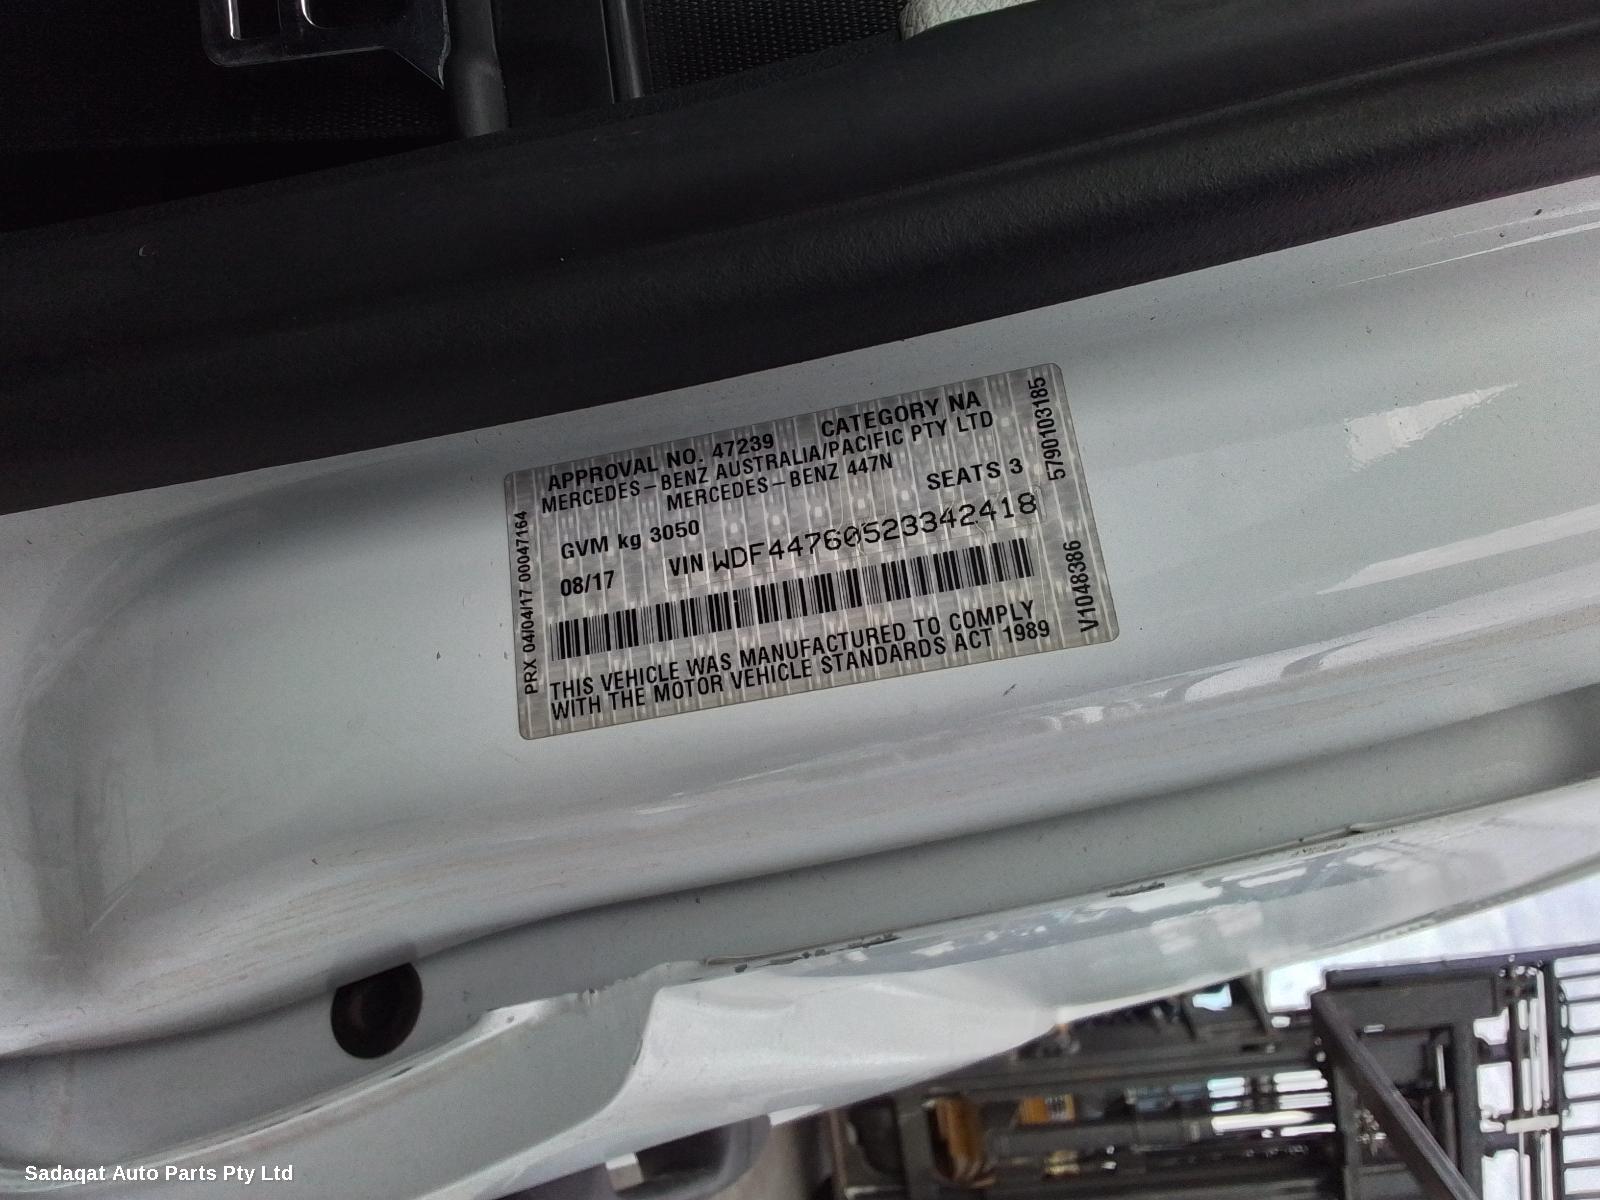 APPROVAL NO. 47239 CATEGORY NA
MERCEDES-BENZ AUSTRALIA/PACIFIC PTY LTD
MERCEDES-BENZ 447N
GVM kg 3050 SEATS 3
08/17 VIN WDF44760523342418
THIS VEHICLE WAS MANUFACTURED TO COMPLY
WITH THE MOTOR VEHICLE STANDARDS ACT 1989
PRX 04/04/17 00047164
5790103185
V1048386
Sadaqat Auto Parts Pty Ltd